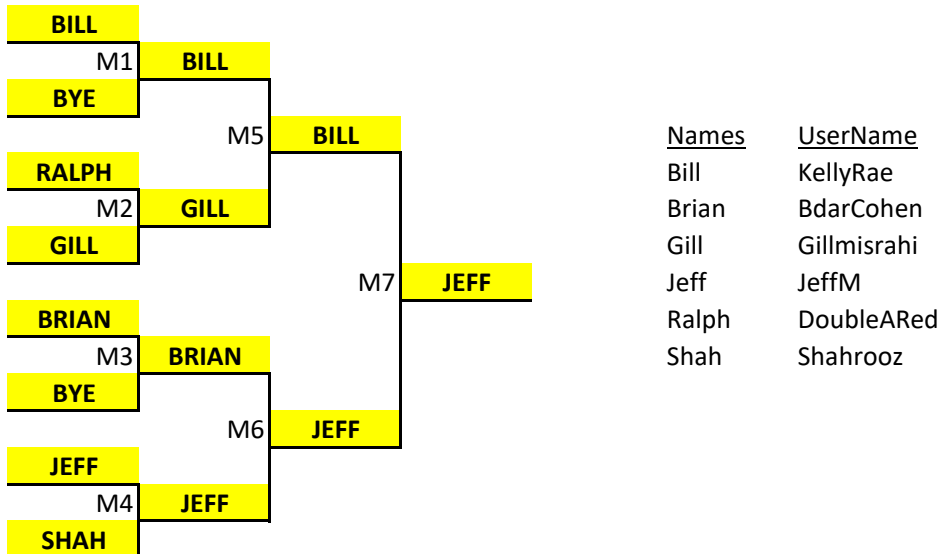 BILL
M1 BILL
BYE
M5 BILL
RALPH
M2 GILL
GILL
M7 JEFF
BRIAN
M3 BRIAN
BYE
M6 JEFF
JEFF
M4 JEFF
SHAH
Names UserName
Bill KellyRae
Brian BdarCohen
Gill Gillmisrahi
Jeff JeffM
Ralph DoubleARed
Shah Shahrooz